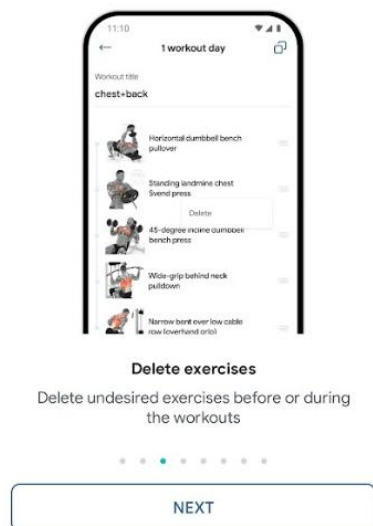 11:10
1 workout day
Workout title
chest+back
Horizontal dumbbell bench
pullover
Standing landmine chest
Svend press
Delete
45-degree incline dumbbell
bench press
Wide-grip behind neck
pulldown
Narrow bent over low cable
row (overhand grip)
Delete exercises
Delete undesired exercises before or during
the workouts
NEXT